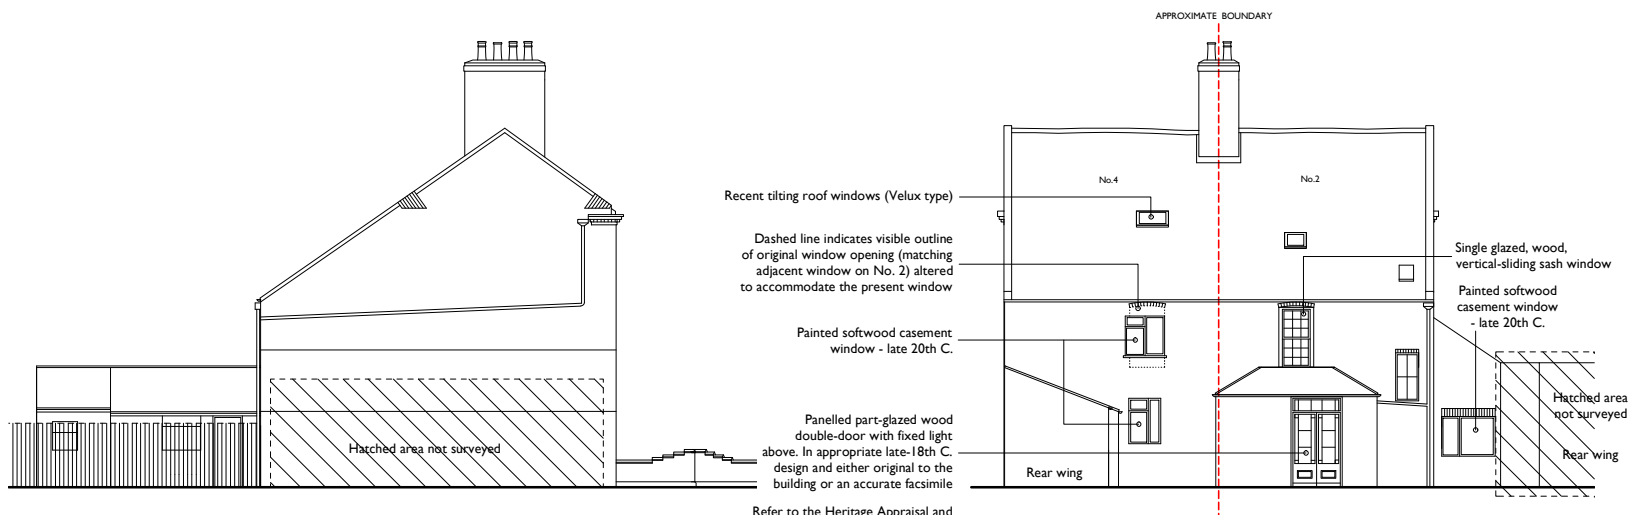 APPROXIMATE BOUNDARY
No.4
No.2
Recent tilting roof windows (Velux type)
Dashed line indicates visible outline
of original window opening (matching
adjacent window on No. 2) altered
to accommodate the present window
Single glazed, wood,
vertical-sliding sash window
Painted softwood
casement window
- late 20th C.
Painted softwood casement
window - late 20th C.
Hatched area
not surveyed
Panelled part-glazed wood
double-door with fixed light
above. In appropriate late-18th C.
design and either original to the
building or an accurate facsimile
Hatched area not surveyed
Rear wing
Rear wing
Refer to the Heritage Appraisal and